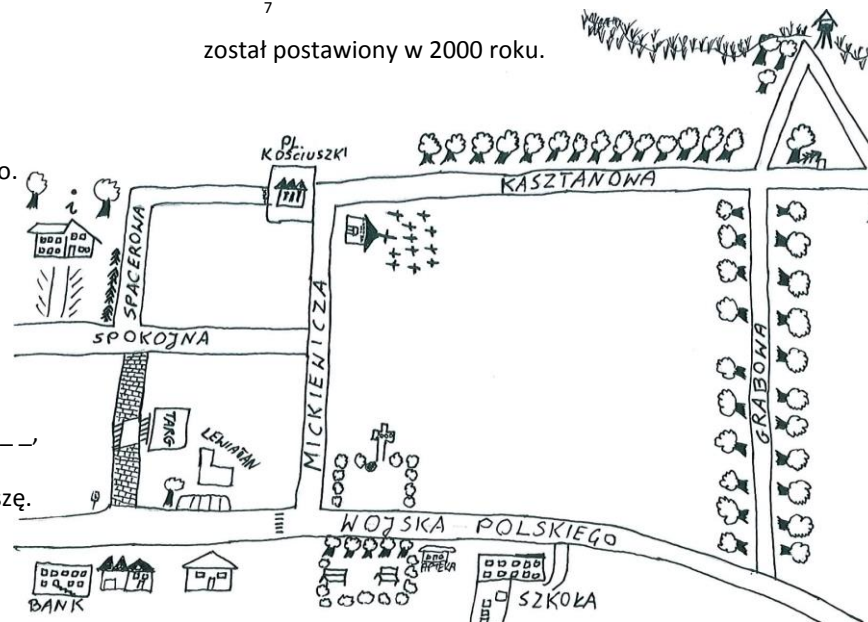 7
został postawiony w 2000 roku.
PL.
KOŚCIUSZKI
o.
i
KASZTANOWA
SPACEROWA
MICKIEWICZA
SPOKOJNA
GRABOWA
TARG
LEWIATAN
_ _,
szę.
WOJSKA POLSKIEGO
APTEKA
BANK
SZKOŁA